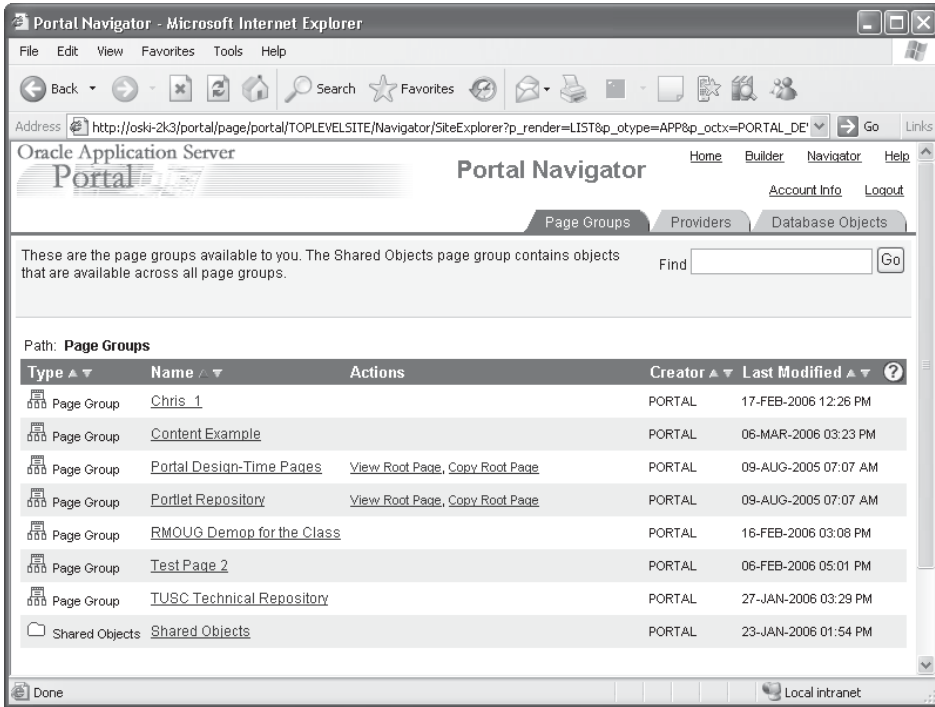 Portal Navigator - Microsoft Internet Explorer
File Edit View Favorites Tools Help
Back Search Favorites
Address http://oski-2k3/portal/page/portal/TOPLEVELSITE/Navigator/SiteExplorer?p_render=LIST&p_otype=APP&p_octx=PORTAL_DE' Go Links
Oracle Application Server
Portal
Portal Navigator
Home Builder Navigator Help
Account Info Logout
Page Groups Providers Database Objects
These are the page groups available to you. The Shared Objects page group contains objects
that are available across all page groups.
Find Go
Path: Page Groups
Type Name Actions Creator Last Modified ?
Page Group Chris_1 PORTAL 17-FEB-2006 12:26 PM
Page Group Content Example PORTAL 06-MAR-2006 03:23 PM
Page Group Portal Design-Time Pages View Root Page, Copy Root Page PORTAL 09-AUG-2005 07:07 AM
Page Group Portlet Repository View Root Page, Copy Root Page PORTAL 09-AUG-2005 07:07 AM
Page Group RMOUG Demop for the Class PORTAL 16-FEB-2006 03:08 PM
Page Group Test Page 2 PORTAL 06-FEB-2006 05:01 PM
Page Group TUSC Technical Repository PORTAL 27-JAN-2006 03:29 PM
Shared Objects Shared Objects PORTAL 23-JAN-2006 01:54 PM
Done Local intranet